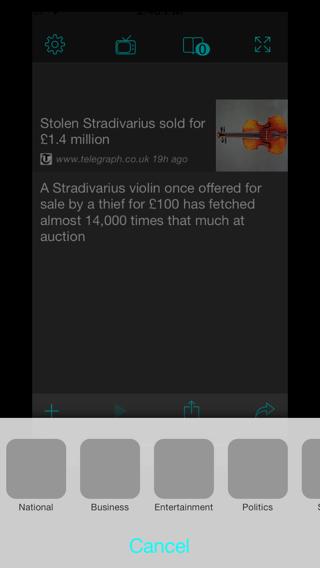 0
Stolen Stradivarius sold for
£1.4 million
www.telegraph.co.uk 19h ago
A Stradivarius violin once offered for
sale by a thief for £100 has fetched
almost 14,000 times that much at
auction
National Business Entertainment Politics
Cancel